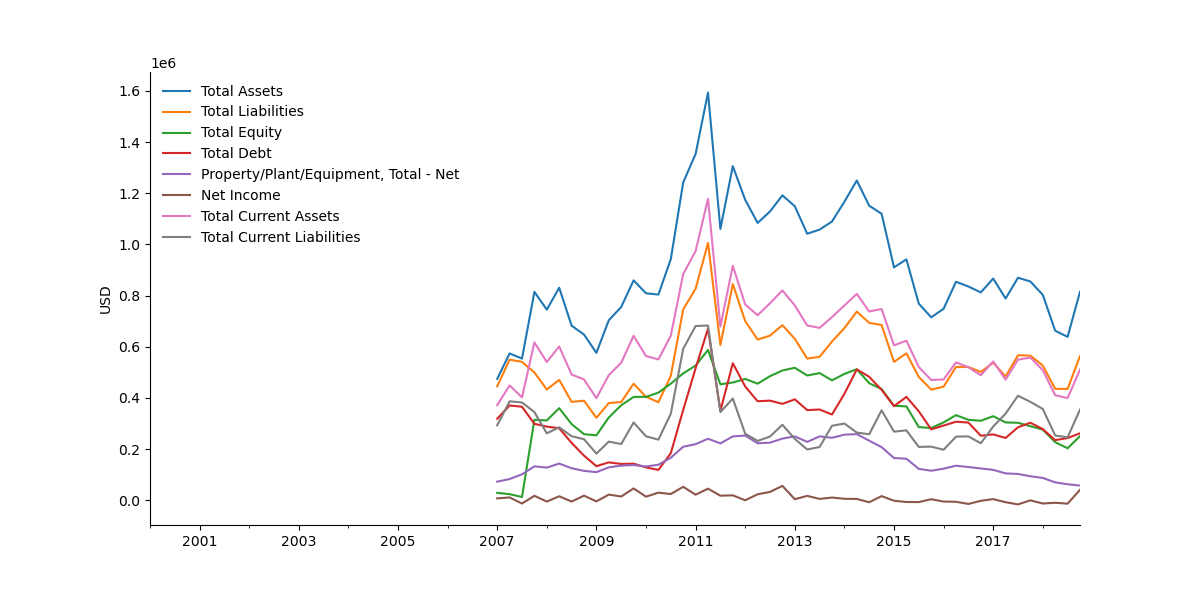 1e6
1.6
1.4
1.2
1.0
0.8
0.6
0.4
0.2
0.0
USD
Total Assets
Total Liabilities
Total Equity
Total Debt
Property/Plant/Equipment, Total - Net
Net Income
Total Current Assets
Total Current Liabilities
2001 2003 2005 2007 2009 2011 2013 2015 2017